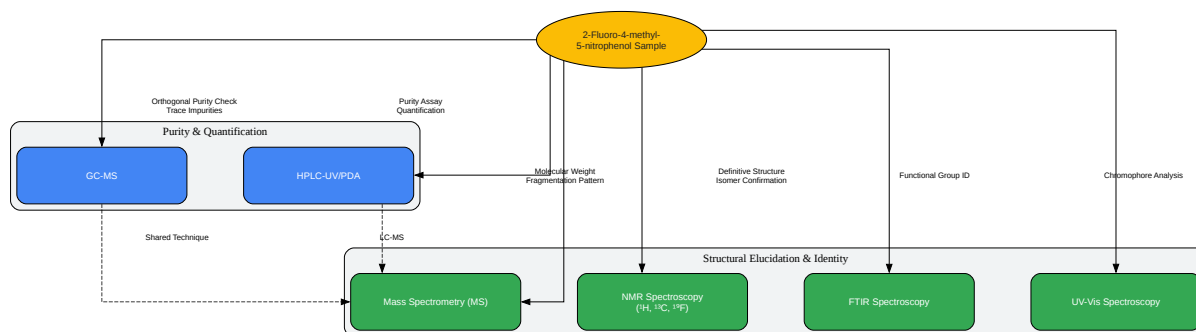 2-Fluoro-4-methyl-
5-nitrophenol Sample
Orthogonal Purity Check
Trace Impurities
Purity Assay
Quantification
Purity & Quantification
GC-MS
HPLC-UV/PDA
Molecular Weight
Fragmentation Pattern
Definitive Structure
Isomer Confirmation
Functional Group ID
Chromophore Analysis
Shared Technique
LC-MS
Structural Elucidation & Identity
Mass Spectrometry (MS)
NMR Spectroscopy
(¹H, ¹³C, ¹⁹F)
FTIR Spectroscopy
UV-Vis Spectroscopy